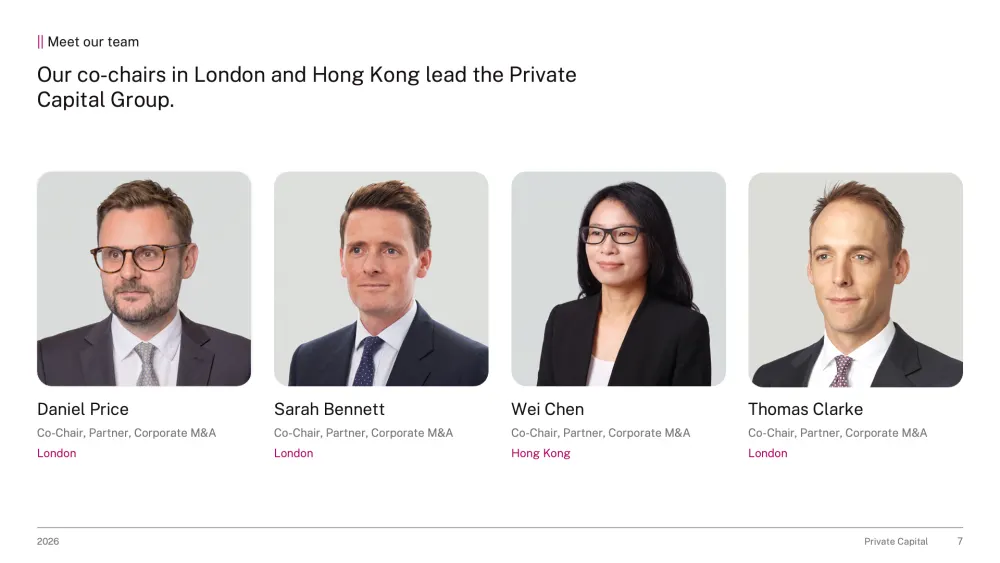 || Meet our team
Our co-chairs in London and Hong Kong lead the Private
Capital Group.
Daniel Price
Co-Chair, Partner, Corporate M&A
London
Sarah Bennett
Co-Chair, Partner, Corporate M&A
London
Wei Chen
Co-Chair, Partner, Corporate M&A
Hong Kong
Thomas Clarke
Co-Chair, Partner, Corporate M&A
London
2026
Private Capital 7